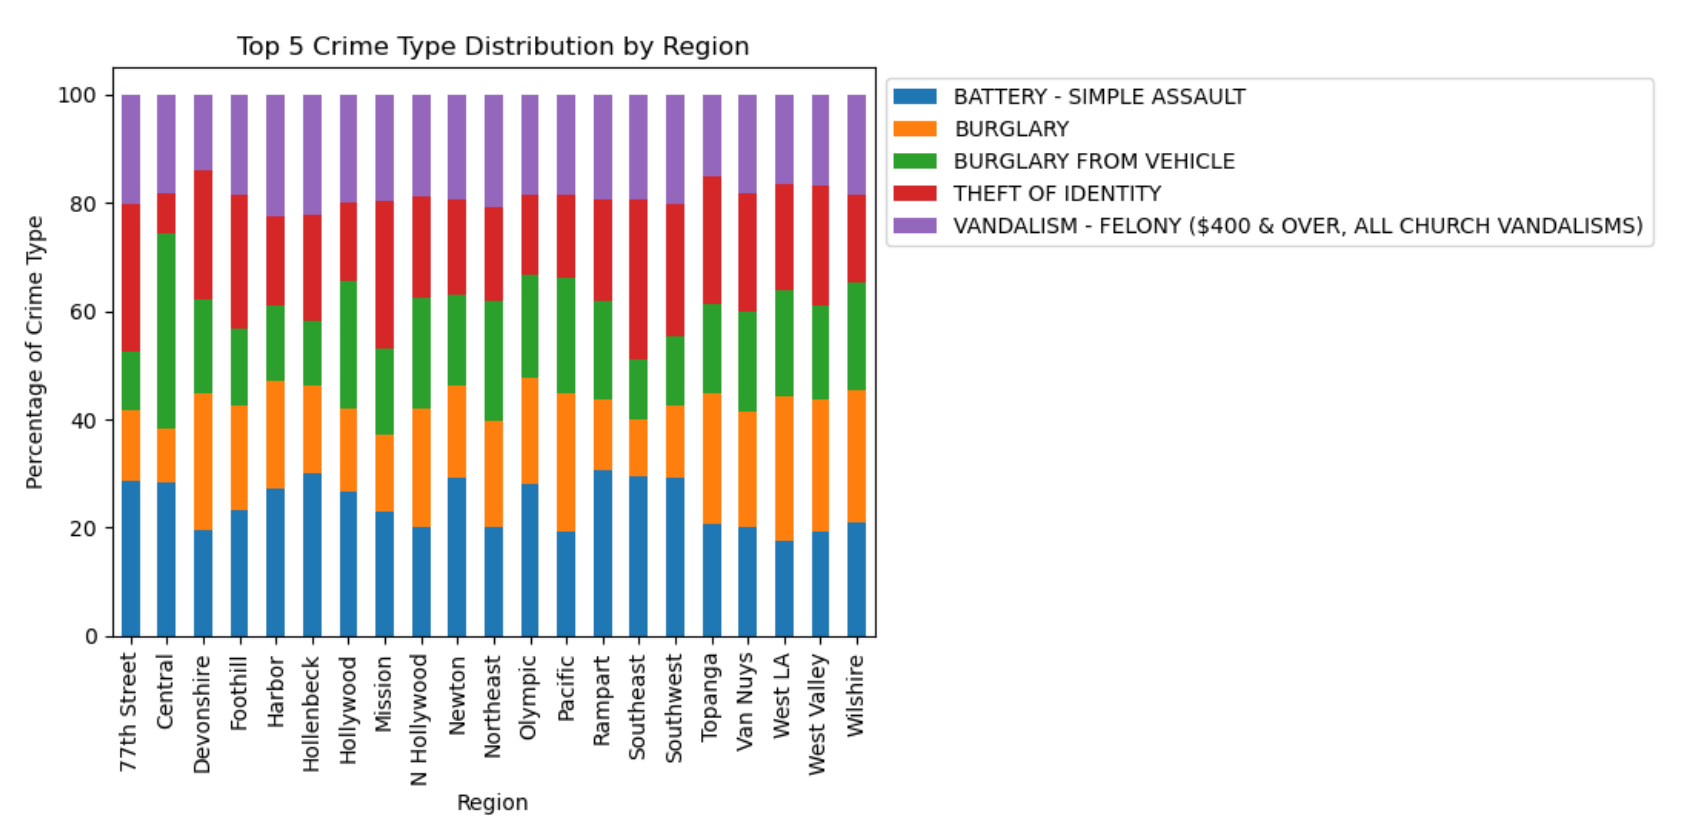 Top 5 Crime Type Distribution by Region
Percentage of Crime Type
100
80
60
40
20
0
77th Street
Central
Devonshire
Foothill
Harbor
Hollenbeck
Hollywood
Mission
N Hollywood
Newton
Northeast
Olympic
Pacific
Rampart
Southeast
Southwest
Topanga
Van Nuys
West LA
West Valley
Wilshire
Region
BATTERY - SIMPLE ASSAULT
BURGLARY
BURGLARY FROM VEHICLE
THEFT OF IDENTITY
VANDALISM - FELONY ($400 & OVER, ALL CHURCH VANDALISMS)